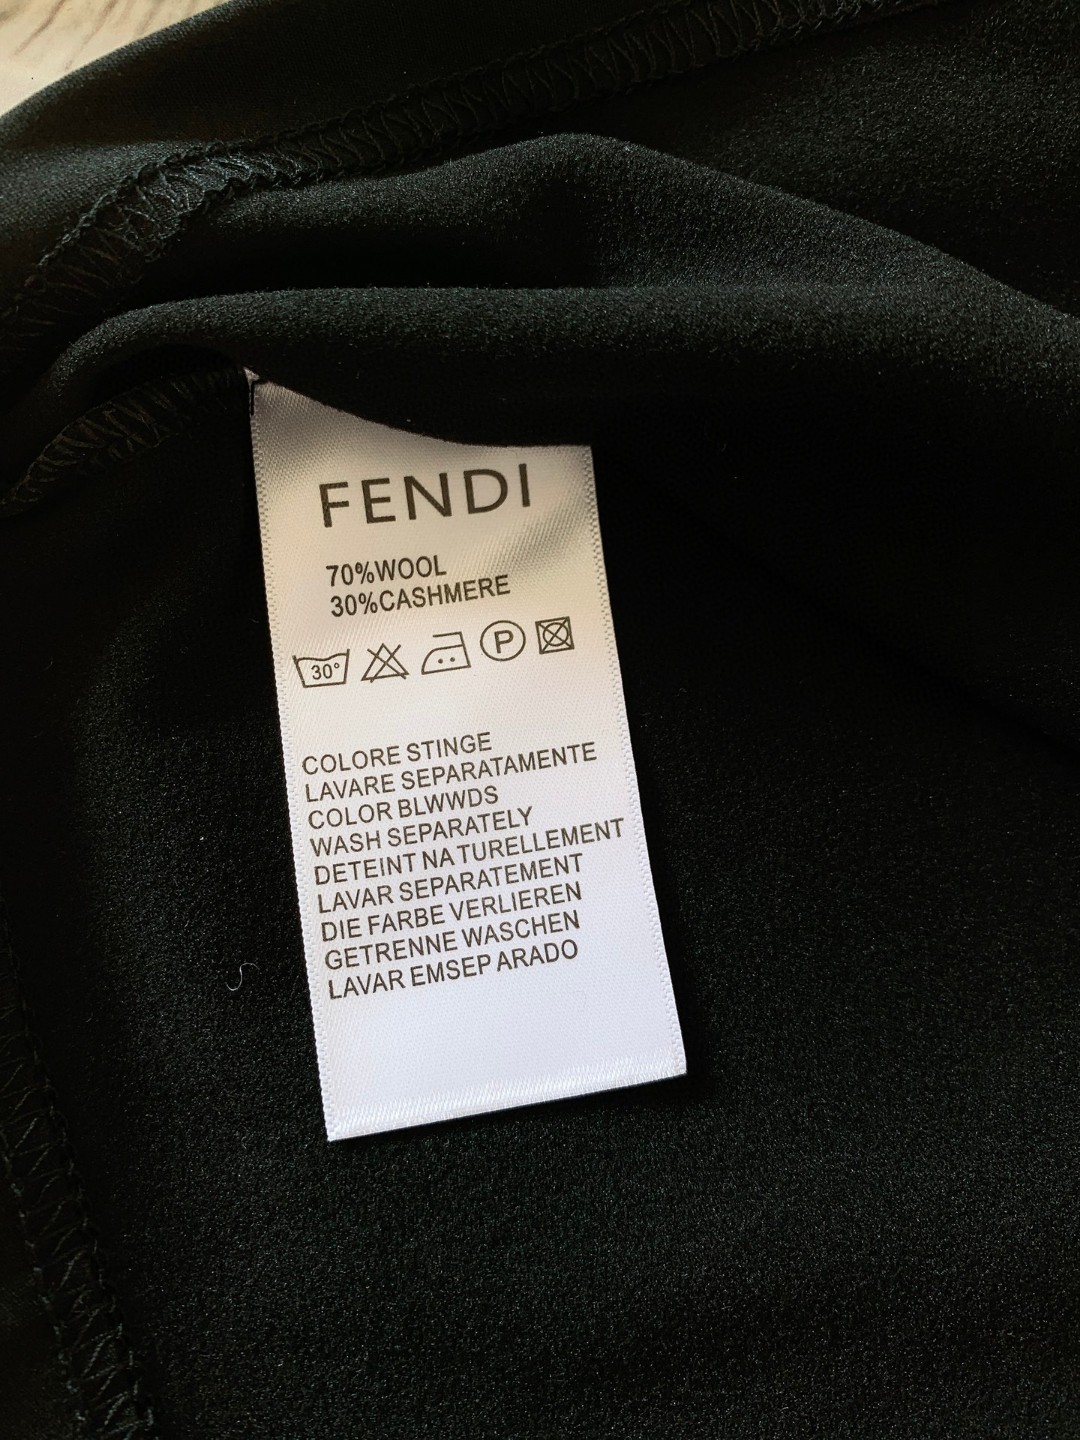 FENDI
70%WOOL
30%CASHMERE
30° P
COLORE STINGE
LAVARE SEPARATAMENTE
COLOR BLWWDS
WASH SEPARATELY
DETEINT NA TURELLEMENT
LAVAR SEPARATEMENT
DIE FARBE VERLIEREN
GETRENNE WASCHEN
LAVAR EMSEP ARADO